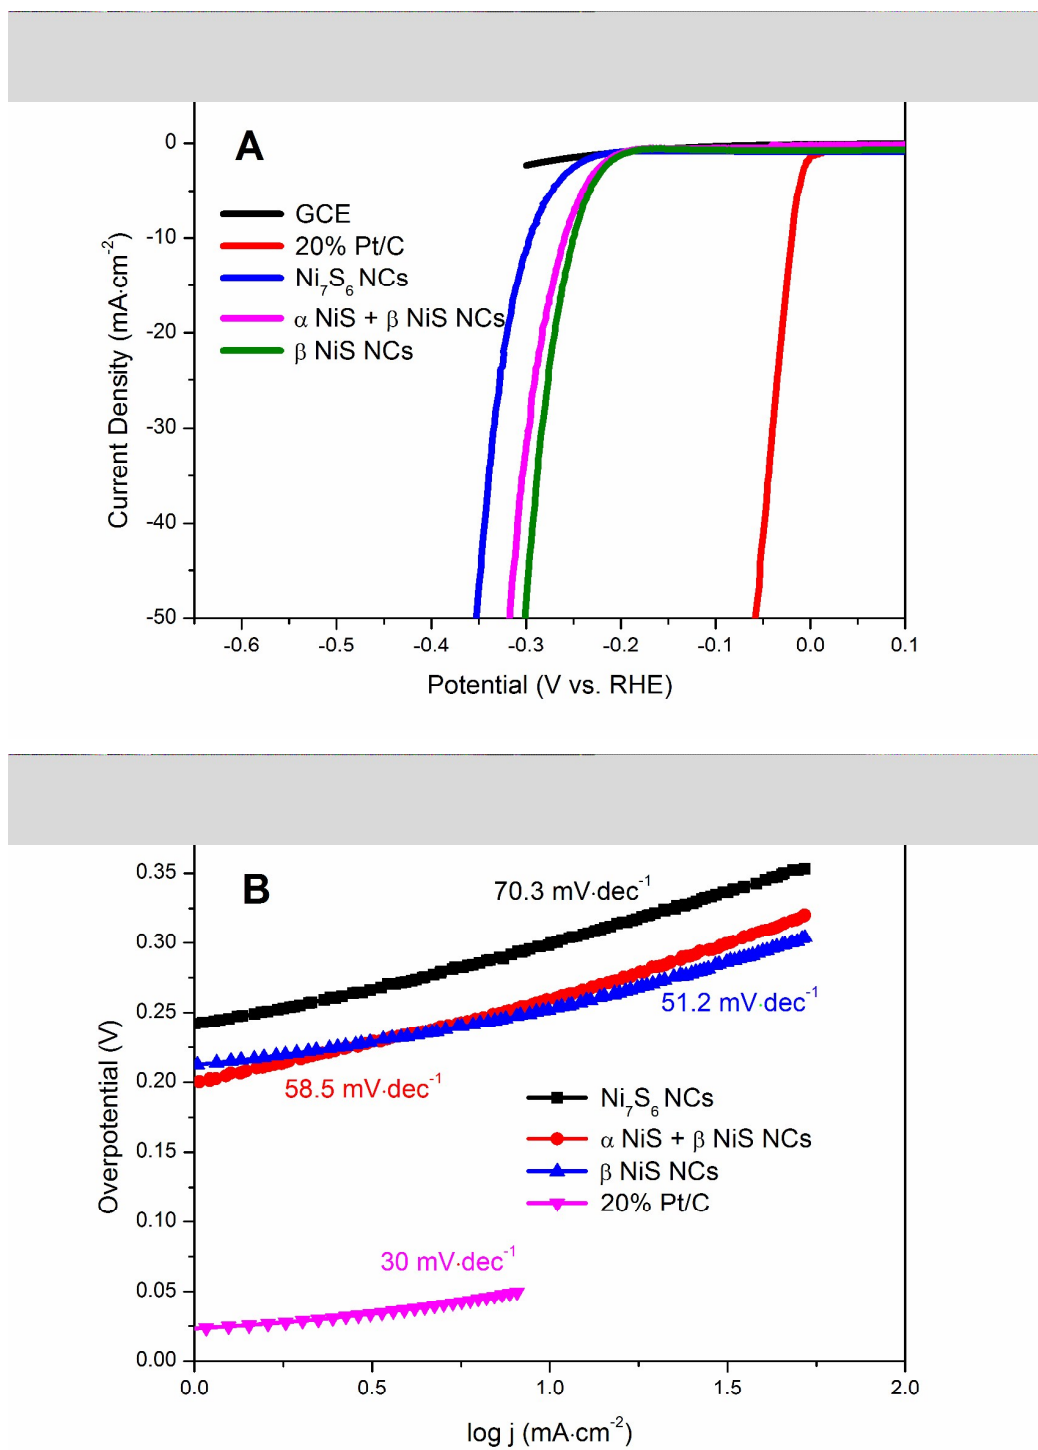 A
0
-10
-20
-30
-40
-50
Current Density (mA·cm⁻²)
GCE
20% Pt/C
Ni₇S₆ NCs
α NiS + β NiS NCs
β NiS NCs
-0.6 -0.5 -0.4 -0.3 -0.2 -0.1 0.0 0.1
Potential (V vs. RHE)
B
0.35
0.30
0.25
0.20
0.15
0.10
0.05
0.00
Overpotential (V)
70.3 mV·dec⁻¹
51.2 mV·dec⁻¹
58.5 mV·dec⁻¹
Ni₇S₆ NCs
α NiS + β NiS NCs
β NiS NCs
20% Pt/C
30 mV·dec⁻¹
0.0 0.5 1.0 1.5 2.0
log j (mA·cm⁻²)